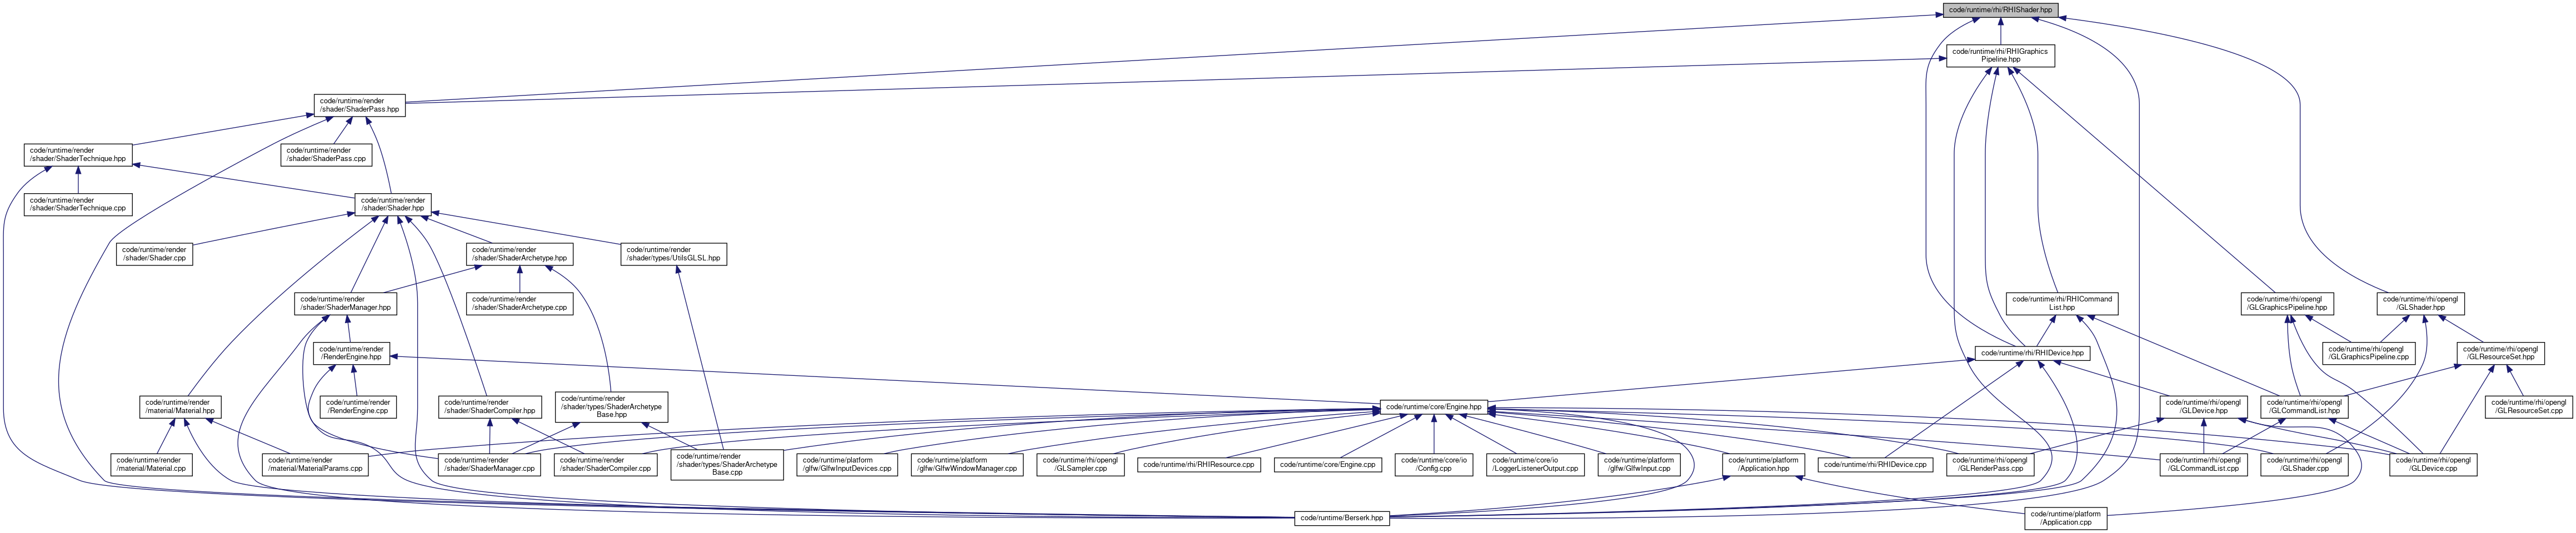 code/runtime/rhi/RHIShader.hpp
code/runtime/rhi/RHIGraphics
Pipeline.hpp
code/runtime/render
/shader/ShaderPass.hpp
code/runtime/render
/shader/ShaderTechnique.hpp
code/runtime/render
/shader/ShaderPass.cpp
code/runtime/render
/shader/ShaderTechnique.cpp
code/runtime/render
/shader/Shader.hpp
code/runtime/render
/shader/Shader.cpp
code/runtime/render
/shader/ShaderArchetype.hpp
code/runtime/render
/shader/types/UtilsGLSL.hpp
code/runtime/render
/shader/ShaderManager.hpp
code/runtime/render
/shader/ShaderArchetype.cpp
code/runtime/rhi/RHICommand
List.hpp
code/runtime/rhi/opengl
/GLGraphicsPipeline.hpp
code/runtime/rhi/opengl
/GLShader.hpp
code/runtime/render
/RenderEngine.hpp
code/runtime/rhi/RHIDevice.hpp
code/runtime/rhi/opengl
/GLGraphicsPipeline.cpp
code/runtime/rhi/opengl
/GLResourceSet.hpp
code/runtime/render
/material/Material.hpp
code/runtime/render
/RenderEngine.cpp
code/runtime/render
/shader/ShaderCompiler.hpp
code/runtime/render
/shader/types/ShaderArchetype
Base.hpp
code/runtime/core/Engine.hpp
code/runtime/rhi/opengl
/GLDevice.hpp
code/runtime/rhi/opengl
/GLCommandList.hpp
code/runtime/rhi/opengl
/GLResourceSet.cpp
code/runtime/render
/material/Material.cpp
code/runtime/render
/material/MaterialParams.cpp
code/runtime/render
/shader/ShaderManager.cpp
code/runtime/render
/shader/ShaderCompiler.cpp
code/runtime/render
/shader/types/ShaderArchetype
Base.cpp
code/runtime/platform
/glfw/GlfwInputDevices.cpp
code/runtime/platform
/glfw/GlfwWindowManager.cpp
code/runtime/rhi/opengl
/GLSampler.cpp
code/runtime/rhi/RHIResource.cpp
code/runtime/core/Engine.cpp
code/runtime/core/io
/Config.cpp
code/runtime/core/io
/LoggerListenerOutput.cpp
code/runtime/platform
/glfw/GlfwInput.cpp
code/runtime/platform
/Application.hpp
code/runtime/rhi/RHIDevice.cpp
code/runtime/rhi/opengl
/GLRenderPass.cpp
code/runtime/rhi/opengl
/GLCommandList.cpp
code/runtime/rhi/opengl
/GLShader.cpp
code/runtime/rhi/opengl
/GLDevice.cpp
code/runtime/Berserk.hpp
code/runtime/platform
/Application.cpp